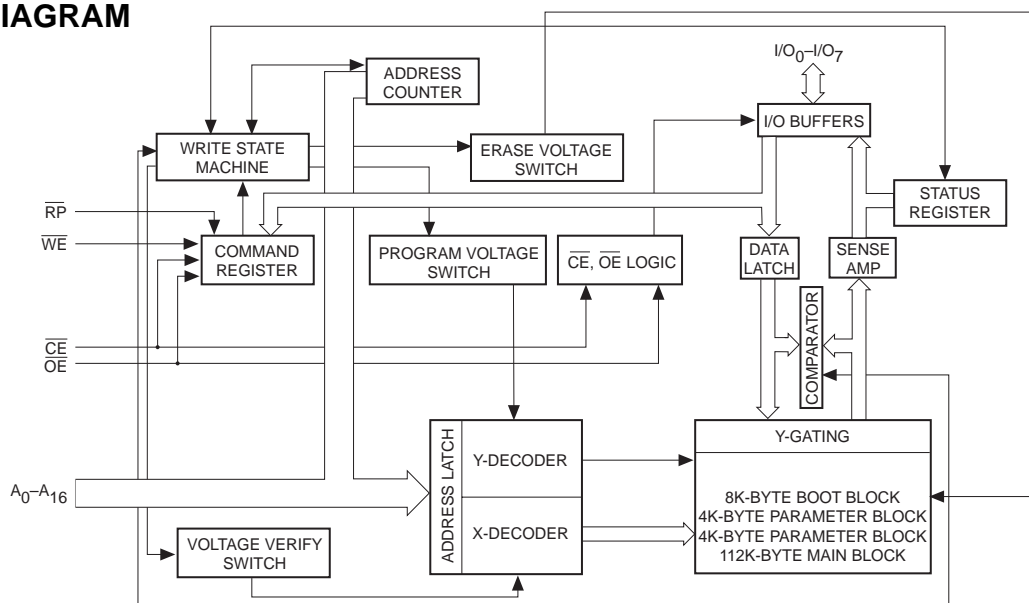 IAGRAM
I/O0–I/O7
ADDRESS
COUNTER
I/O BUFFERS
WRITE STATE
MACHINE
ERASE VOLTAGE
SWITCH
STATUS
REGISTER
RP
WE
COMMAND
REGISTER
PROGRAM VOLTAGE
SWITCH
CE, OE LOGIC
DATA
LATCH
SENSE
AMP
CE
OE
COMPARATOR
ADDRESS LATCH
Y-DECODER
X-DECODER
Y-GATING
8K-BYTE BOOT BLOCK
4K-BYTE PARAMETER BLOCK
4K-BYTE PARAMETER BLOCK
112K-BYTE MAIN BLOCK
A0–A16
VOLTAGE VERIFY
SWITCH